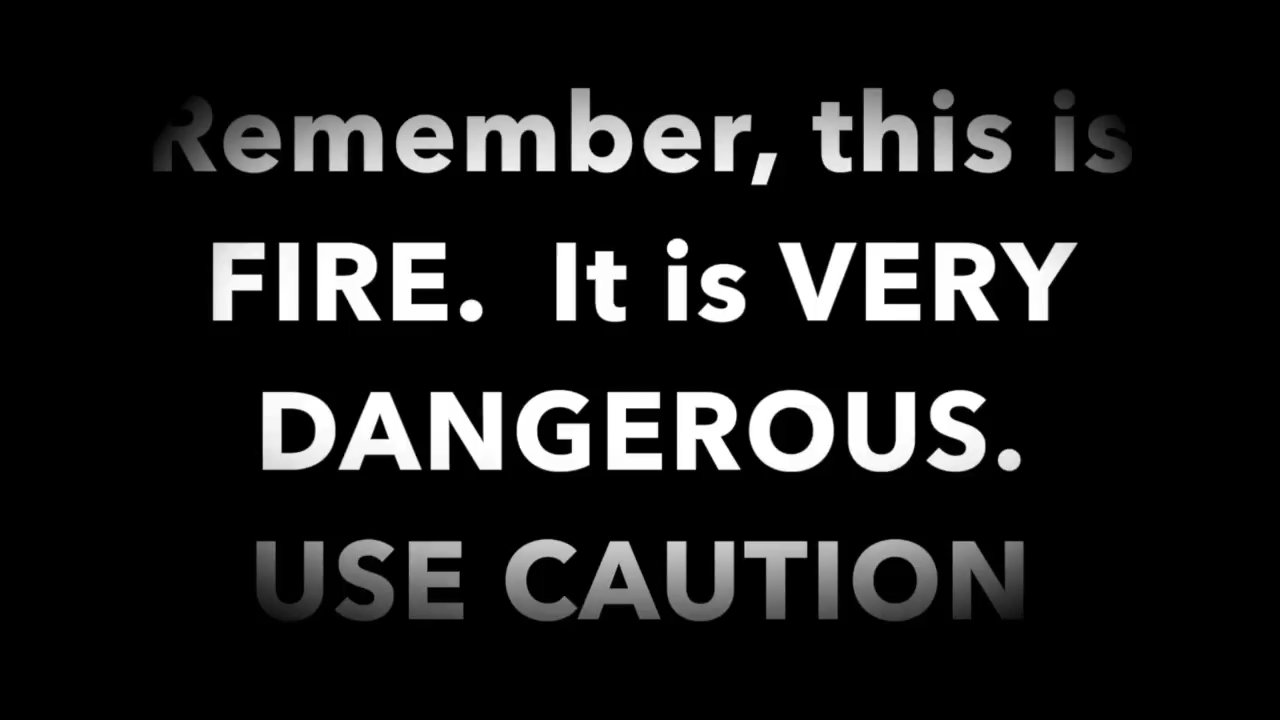 Remember, this is
FIRE.  It is VERY
DANGEROUS.
USE CAUTION